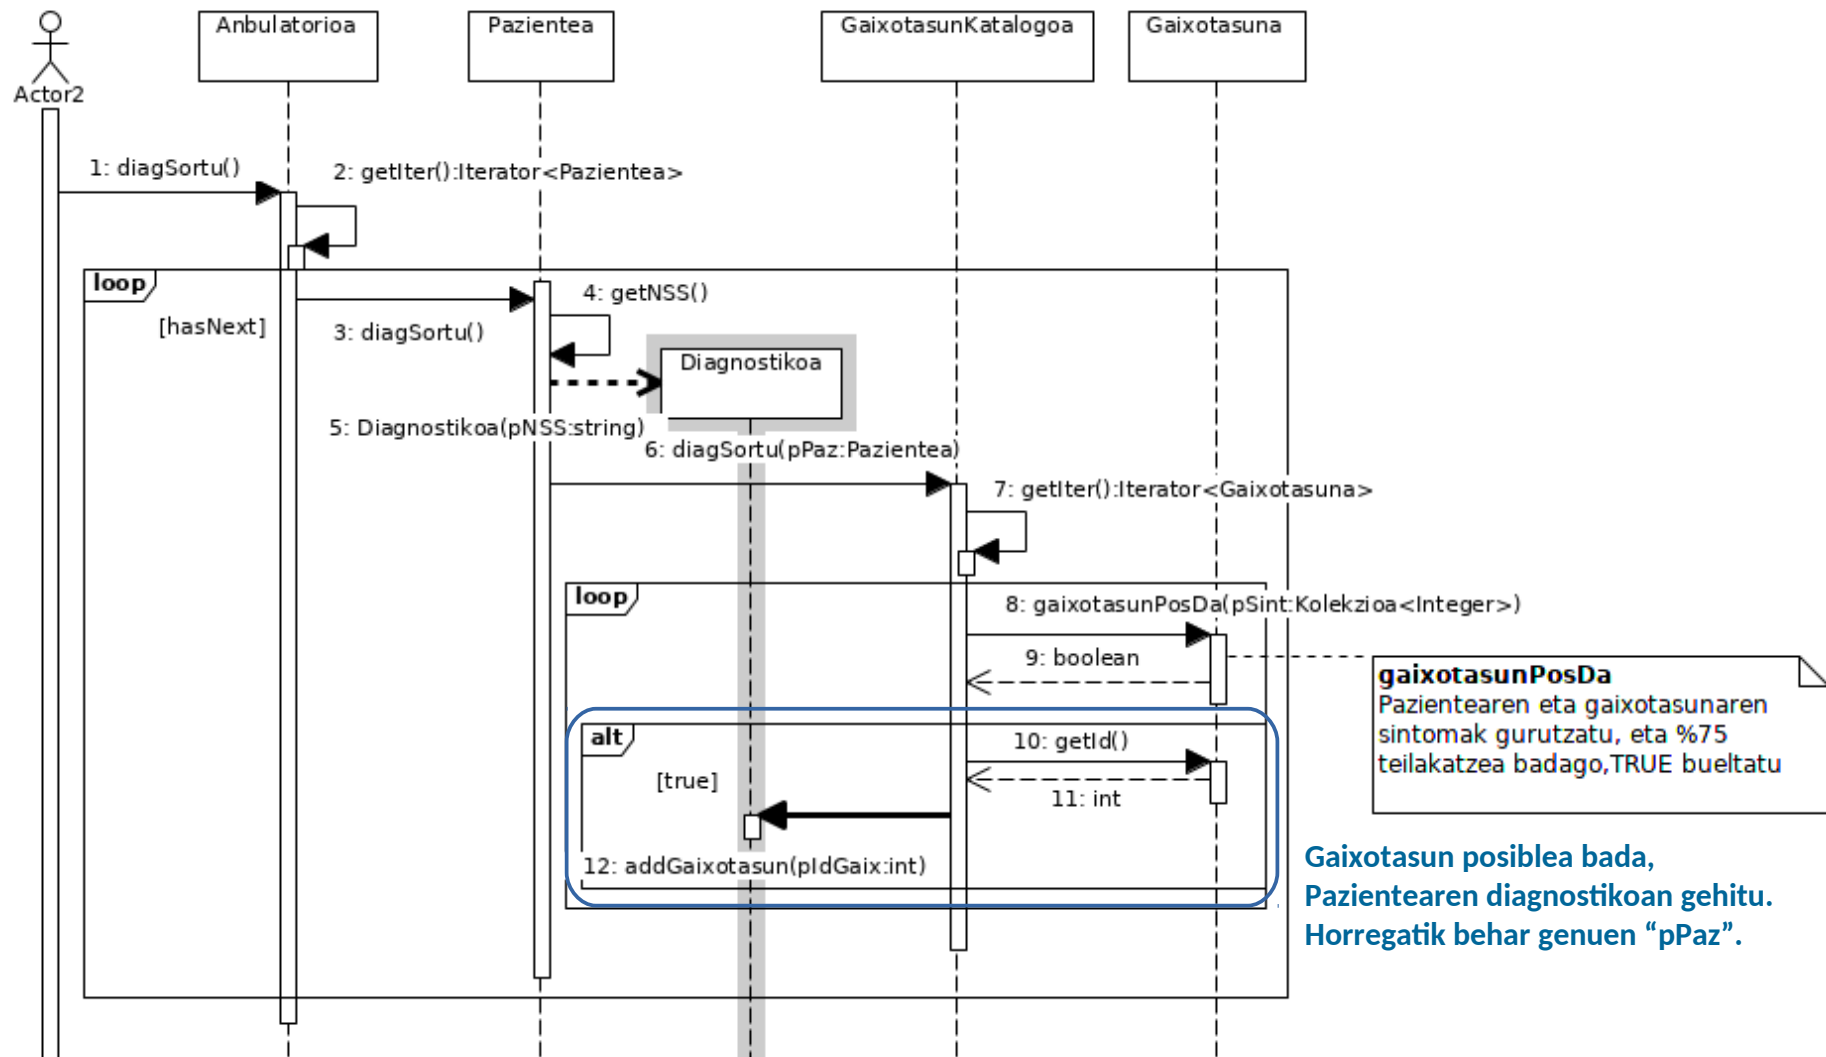 Actor2
Anbulatorioa
Pazientea
GaixotasunKatalogoa
Gaixotasuna
1: diagSortu()
2: getIter():Iterator<Pazientea>
loop
[hasNext]
3: diagSortu()
4: getNSS()
Diagnostikoa
5: Diagnostikoa(pNSS:string)
6: diagSortu(pPaz:Pazientea)
7: getIter():Iterator<Gaixotasuna>
loop
8: gaixotasunPosDa(pSint:Kolekzioa<Integer>)
9: boolean
gaixotasunPosDa
Pazientearen eta gaixotasunaren
sintomak gurutzatu, eta %75
teilakatzea badago,TRUE bueltatu
alt
[true]
10: getId()
11: int
12: addGaixotasun(pIdGaix:int)
Gaixotasun posiblea bada,
Pazientearen diagnostikoan gehitu.
Horregatik behar genuen “pPaz”.